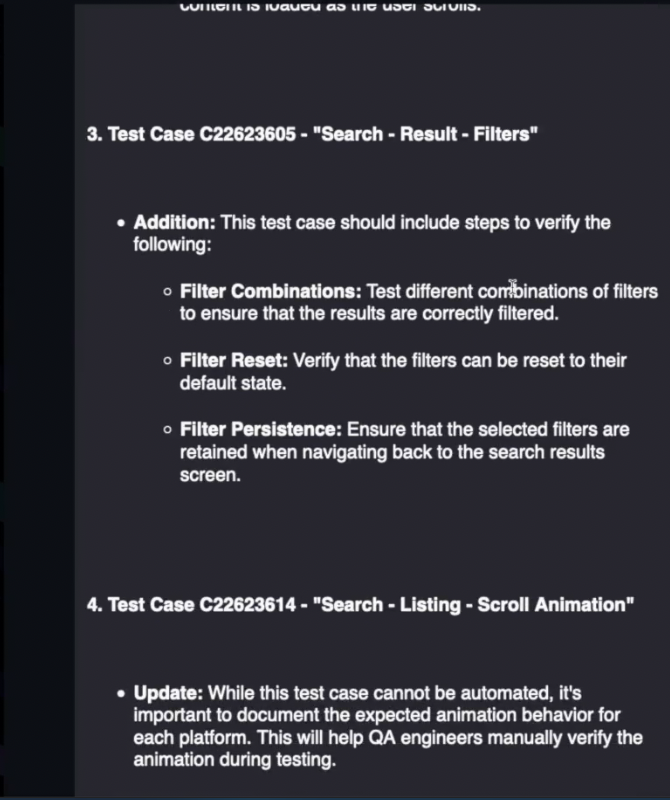 content is loaded as the user scrolls.
3. Test Case C22623605 - "Search - Result - Filters"
• Addition: This test case should include steps to verify the
following:
○ Filter Combinations: Test different combinations of filters
to ensure that the results are correctly filtered.
○ Filter Reset: Verify that the filters can be reset to their
default state.
○ Filter Persistence: Ensure that the selected filters are
retained when navigating back to the search results
screen.
4. Test Case C22623614 - "Search - Listing - Scroll Animation"
• Update: While this test case cannot be automated, it's
important to document the expected animation behavior for
each platform. This will help QA engineers manually verify the
animation during testing.